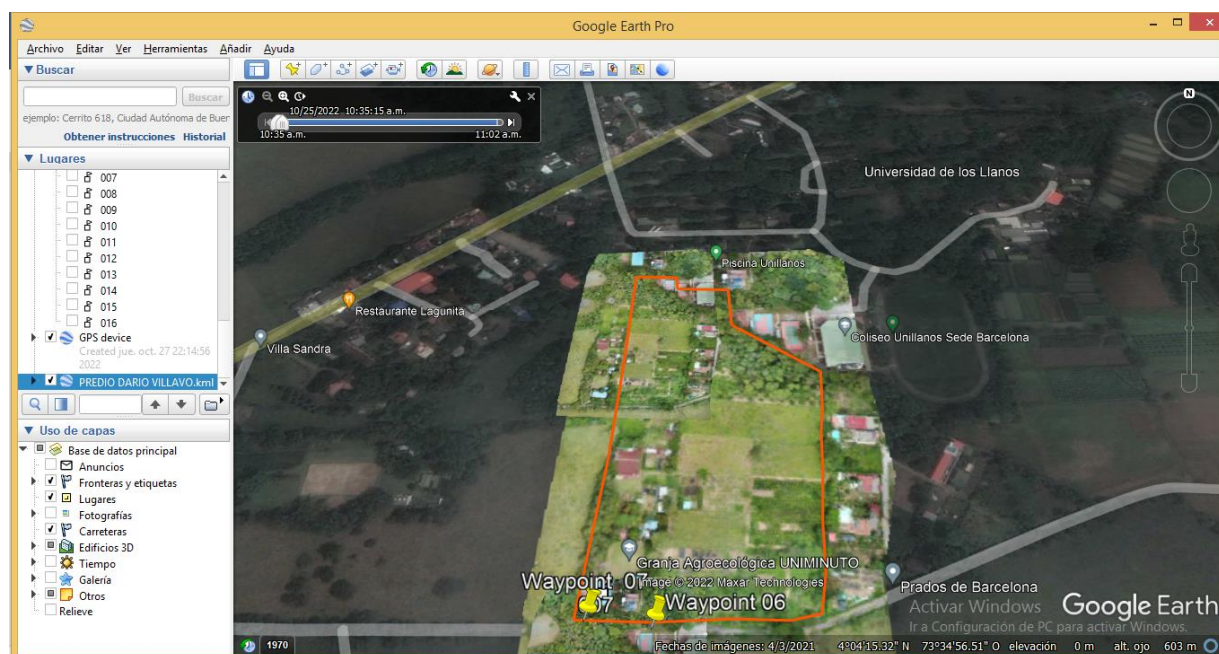 Google Earth Pro
Archivo Editar Ver Herramientas Añadir Ayuda
▼ Buscar
Buscar
ejemplo: Cerrito 618, Ciudad Autónoma de Buer
Obtener instrucciones Historial
▼ Lugares
007
008
009
010
011
012
013
014
015
016
GPS device
Created jue. oct. 27 22:14:56
2022
PREDIO DARIO VILLAVO.kml
▼ Uso de capas
Base de datos principal
Anuncios
Fronteras y etiquetas
Lugares
Fotografías
Carreteras
Edificios 3D
Tiempo
Galería
Otros
Relieve
10/25/2022 10:35:15 a.m.
10:35 a.m. 11:02 a.m.
N
Universidad de los Llanos
Piscina Unillanos
Restaurante Lagunita
Villa Sandra
Coliseo Unillanos Sede Barcelona
Granja Agroecológica UNIMINUTO
Waypoint 07
Image © 2022 Maxar Technologies
007
Waypoint 06
Prados de Barcelona
Activar Windows
Google Earth
Ir a Configuración de PC para activar Windows.
1970
Fechas de imágenes: 4/3/2021 4°04'15.32" N 73°34'56.51" O elevación 0 m alt. ojo 603 m